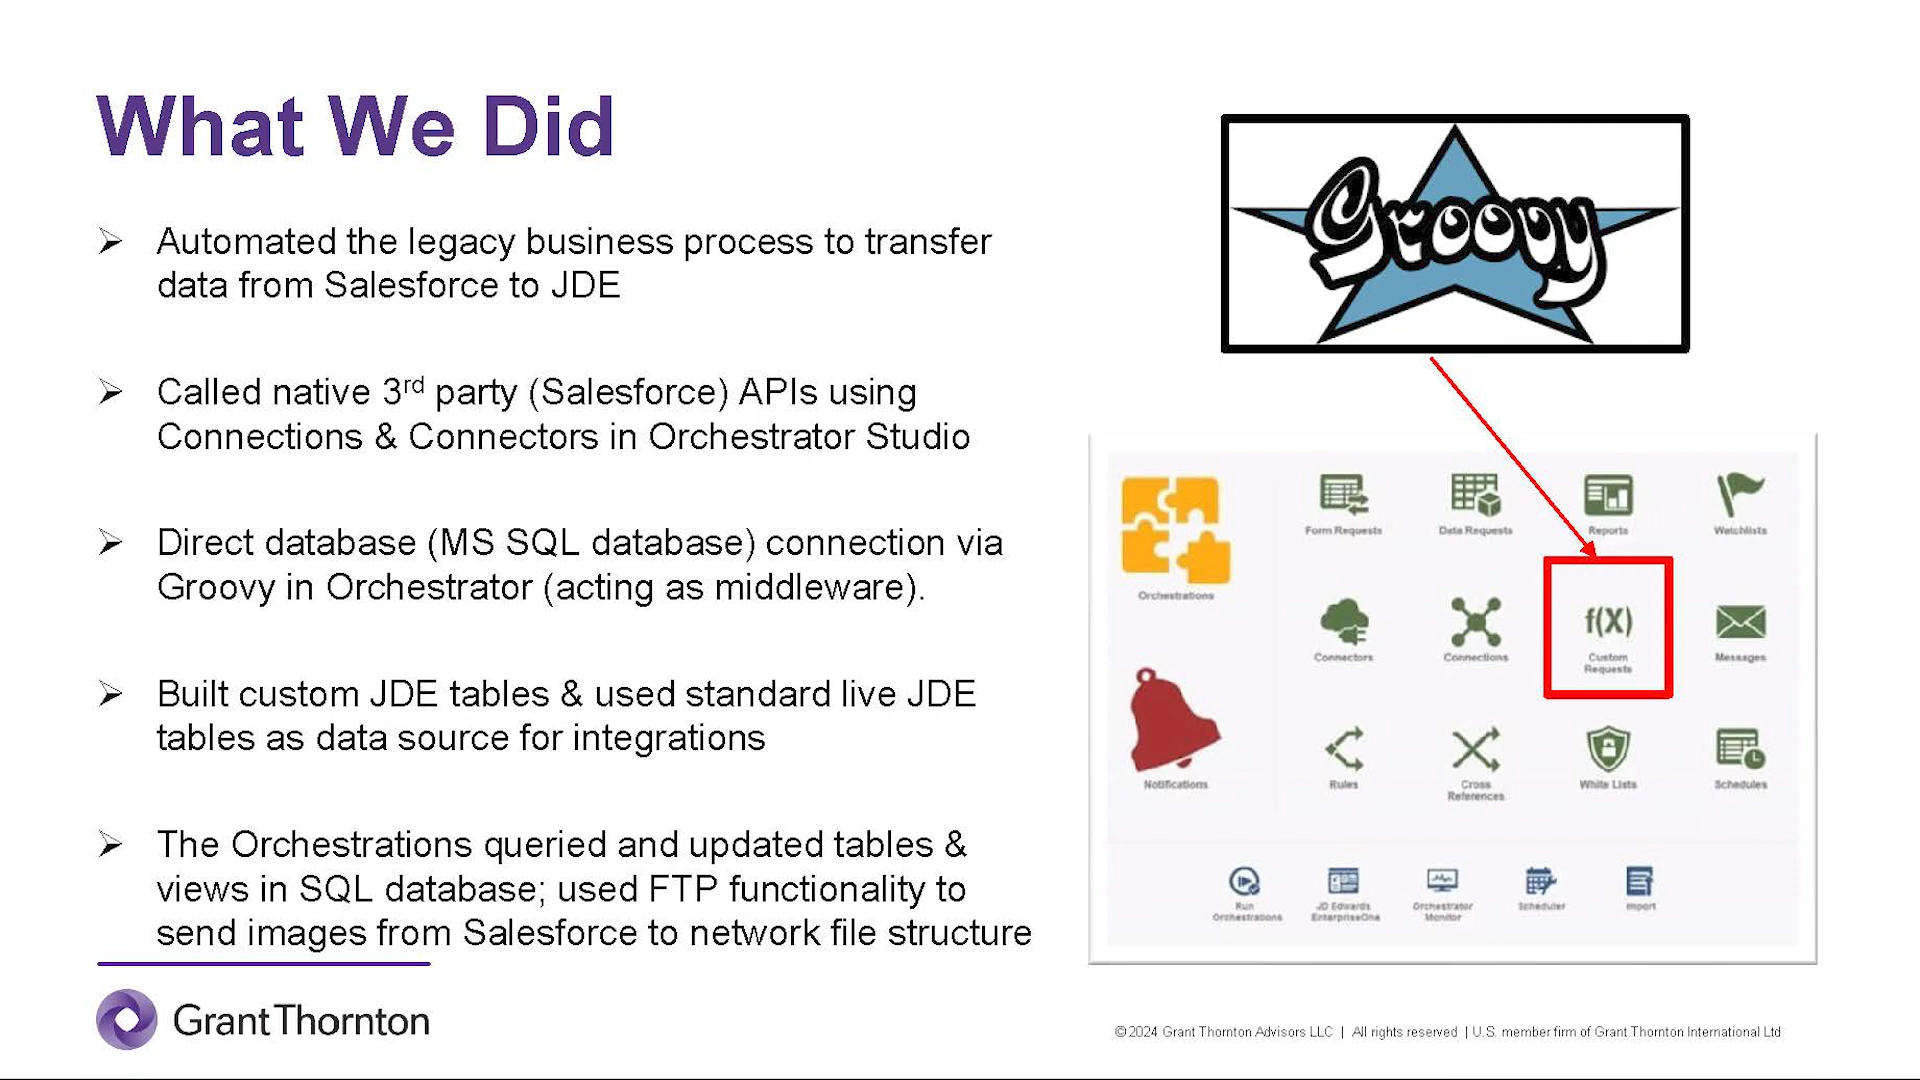 What We Did
➢ Automated the legacy business process to transfer
data from Salesforce to JDE
➢ Called native 3rd party (Salesforce) APIs using
Connections & Connectors in Orchestrator Studio
➢ Direct database (MS SQL database) connection via
Groovy in Orchestrator (acting as middleware).
➢ Built custom JDE tables & used standard live JDE
tables as data source for integrations
➢ The Orchestrations queried and updated tables &
views in SQL database; used FTP functionality to
send images from Salesforce to network file structure
Groovy
Orchestrations
Notifications
Form Requests
Data Requests
Reports
Watchlists
Connectors
Connections
f(X)
Custom
Requests
Messages
Rules
Cross
References
White Lists
Schedules
Run
Orchestrations
JD Edwards
EnterpriseOne
Orchestrator
Monitor
Scheduler
Import
Grant Thornton
©2024 Grant Thornton Advisors LLC | All rights reserved | U.S. member firm of Grant Thornton International Ltd